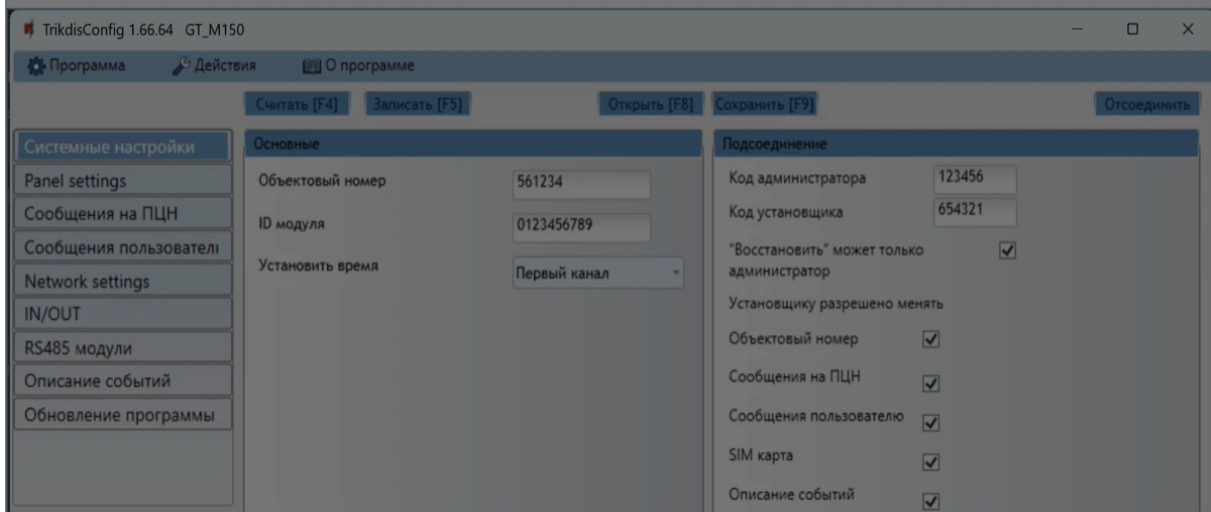 TrikdisConfig 1.66.64 GT_M150
Программа Действия О программе
Считать [F4] Записать [F5] Открыть [F8] Сохранить [F9] Отсоединить
Системные настройки
Panel settings
Сообщения на ПЦН
Сообщения пользователю
Network settings
IN/OUT
RS485 модули
Описание событий
Обновление программы
Основные
Объектовый номер 561234
ID модуля 0123456789
Установить время Первый канал
Подсоединение
Код администратора 123456
Код установщика 654321
"Восстановить" может только
администратор
Установщику разрешено менять
Объектовый номер
Сообщения на ПЦН
Сообщения пользователю
SIM карта
Описание событий